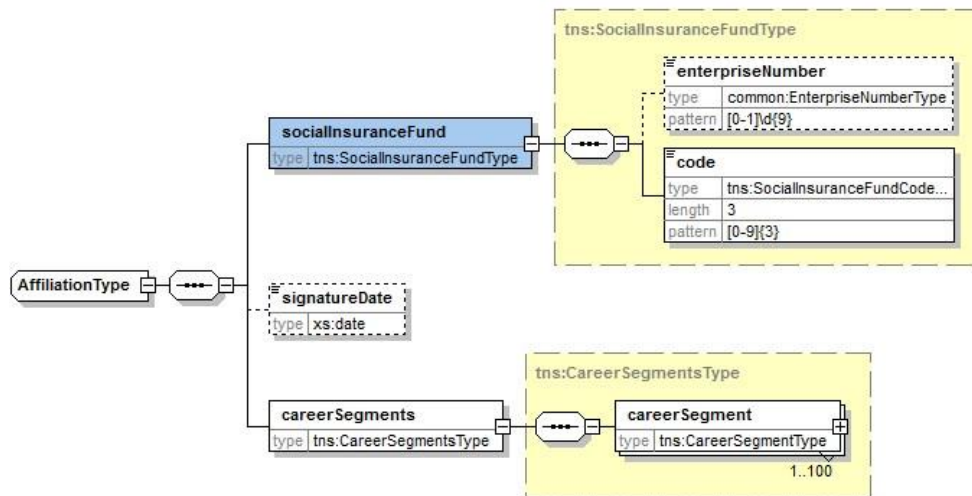 tns:SocialInsuranceFundType
enterpriseNumber
type common:EnterpriseNumberType
pattern [0-1]\d{9}
socialInsuranceFund
type tns:SocialInsuranceFundType
code
type tns:SocialInsuranceFundCode...
length 3
pattern [0-9]{3}
AffiliationType
signatureDate
type xs:date
tns:CareerSegmentsType
careerSegments
type tns:CareerSegmentsType
careerSegment
type tns:CareerSegmentType
1..100